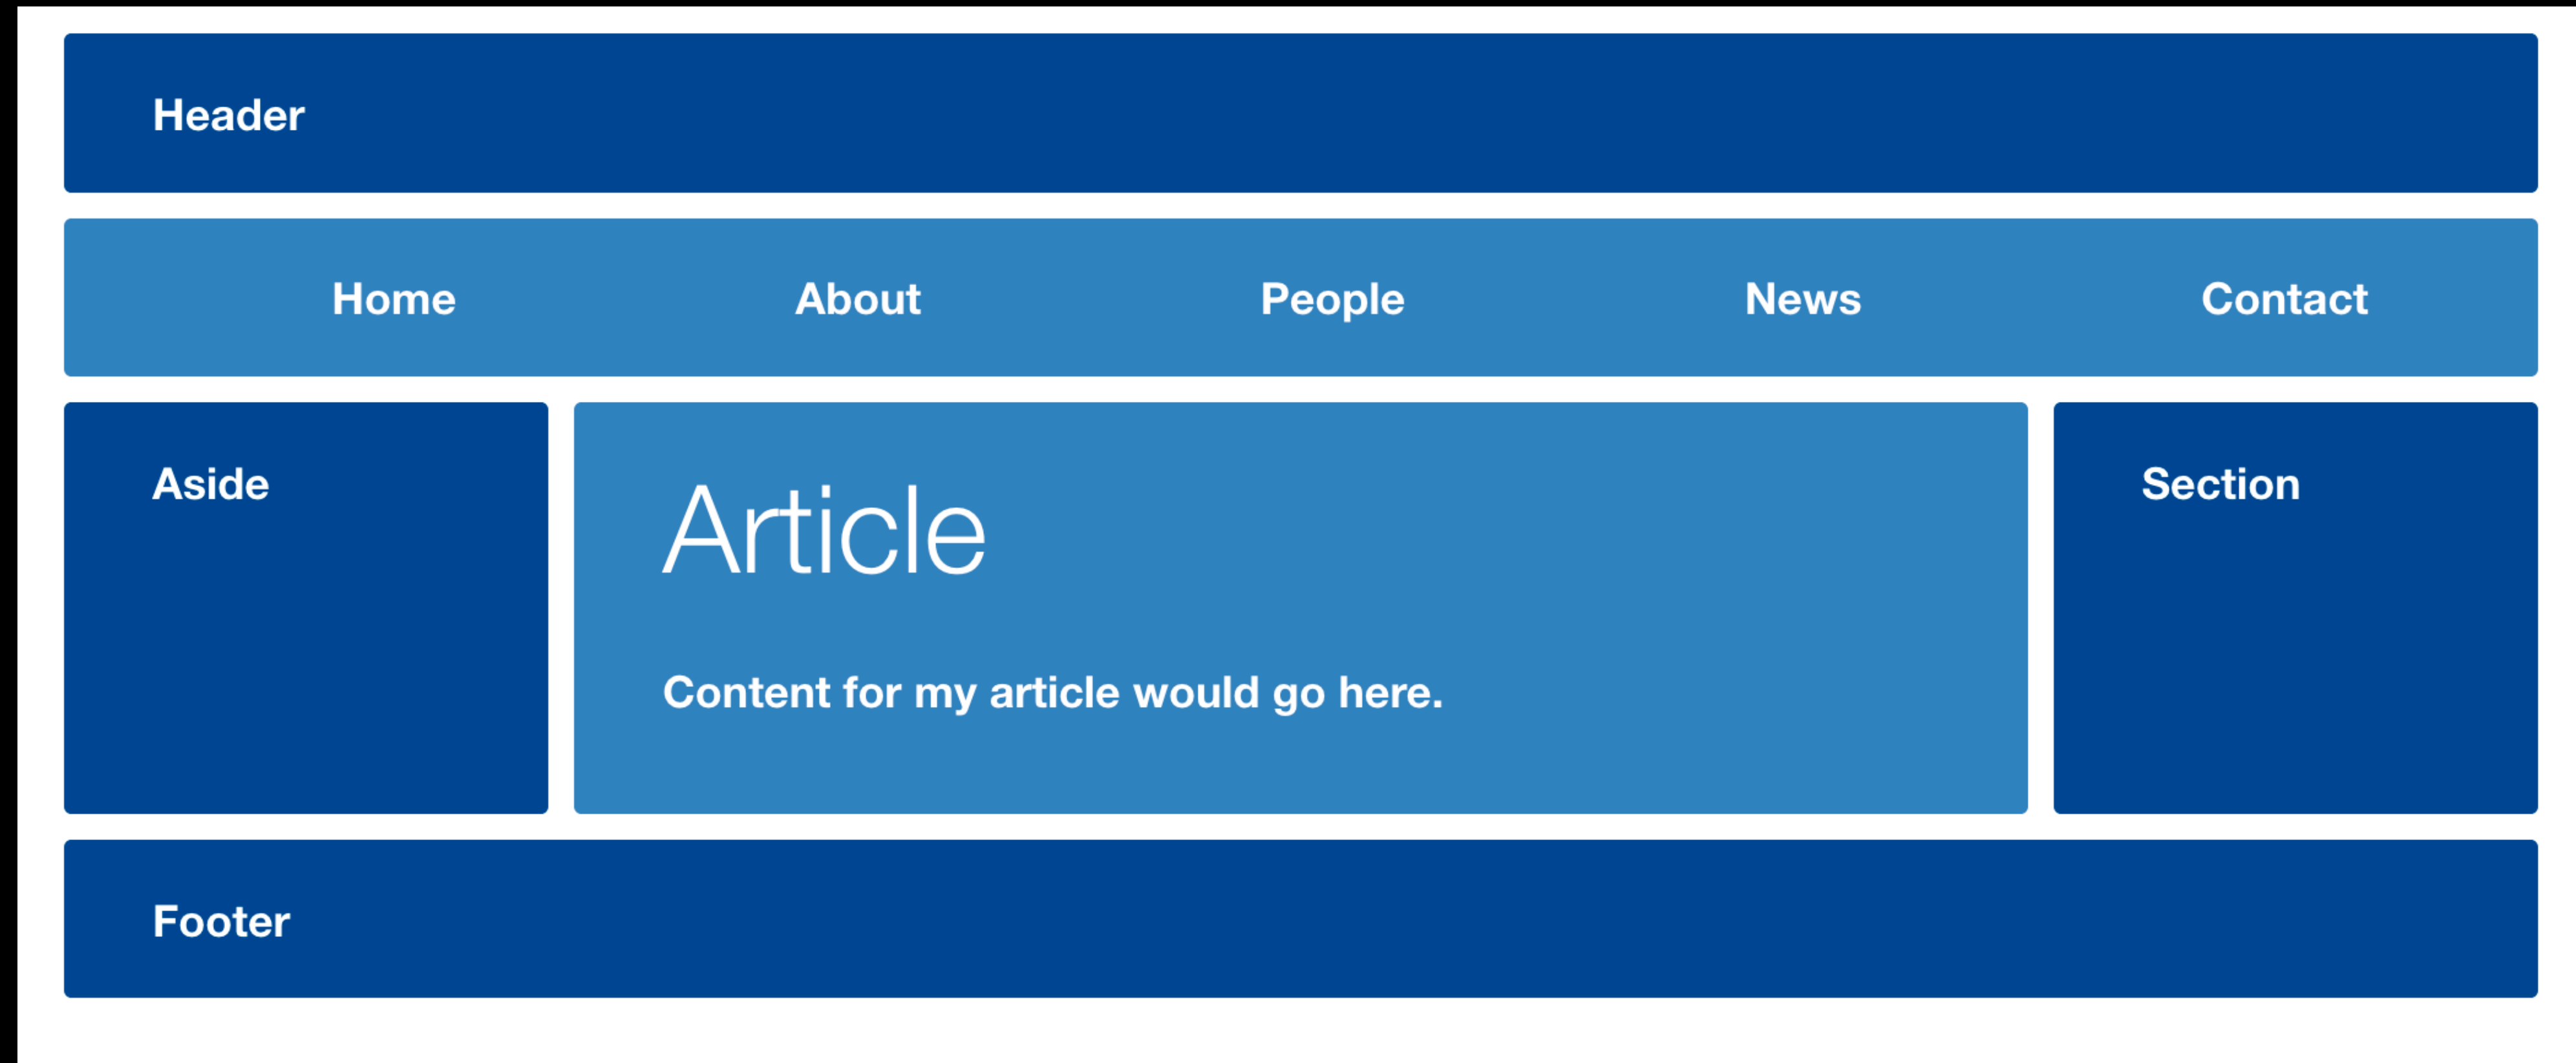 Header
Home About People News Contact
Aside
Article
Content for my article would go here.
Section
Footer